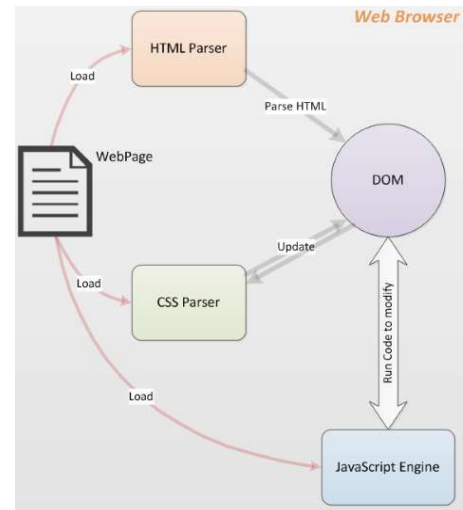 Web Browser
HTML Parser
Load
Parse HTML
WebPage
DOM
Update
Load
CSS Parser
Run Code to modify
Load
JavaScript Engine